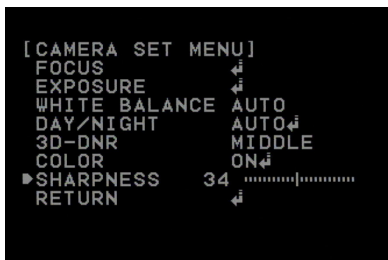 [CAMERA SET MENU]
FOCUS ↲
EXPOSURE ↲
WHITE BALANCE AUTO
DAY/NIGHT AUTO↲
3D-DNR MIDDLE
COLOR ON↲
SHARPNESS 34
RETURN ↲